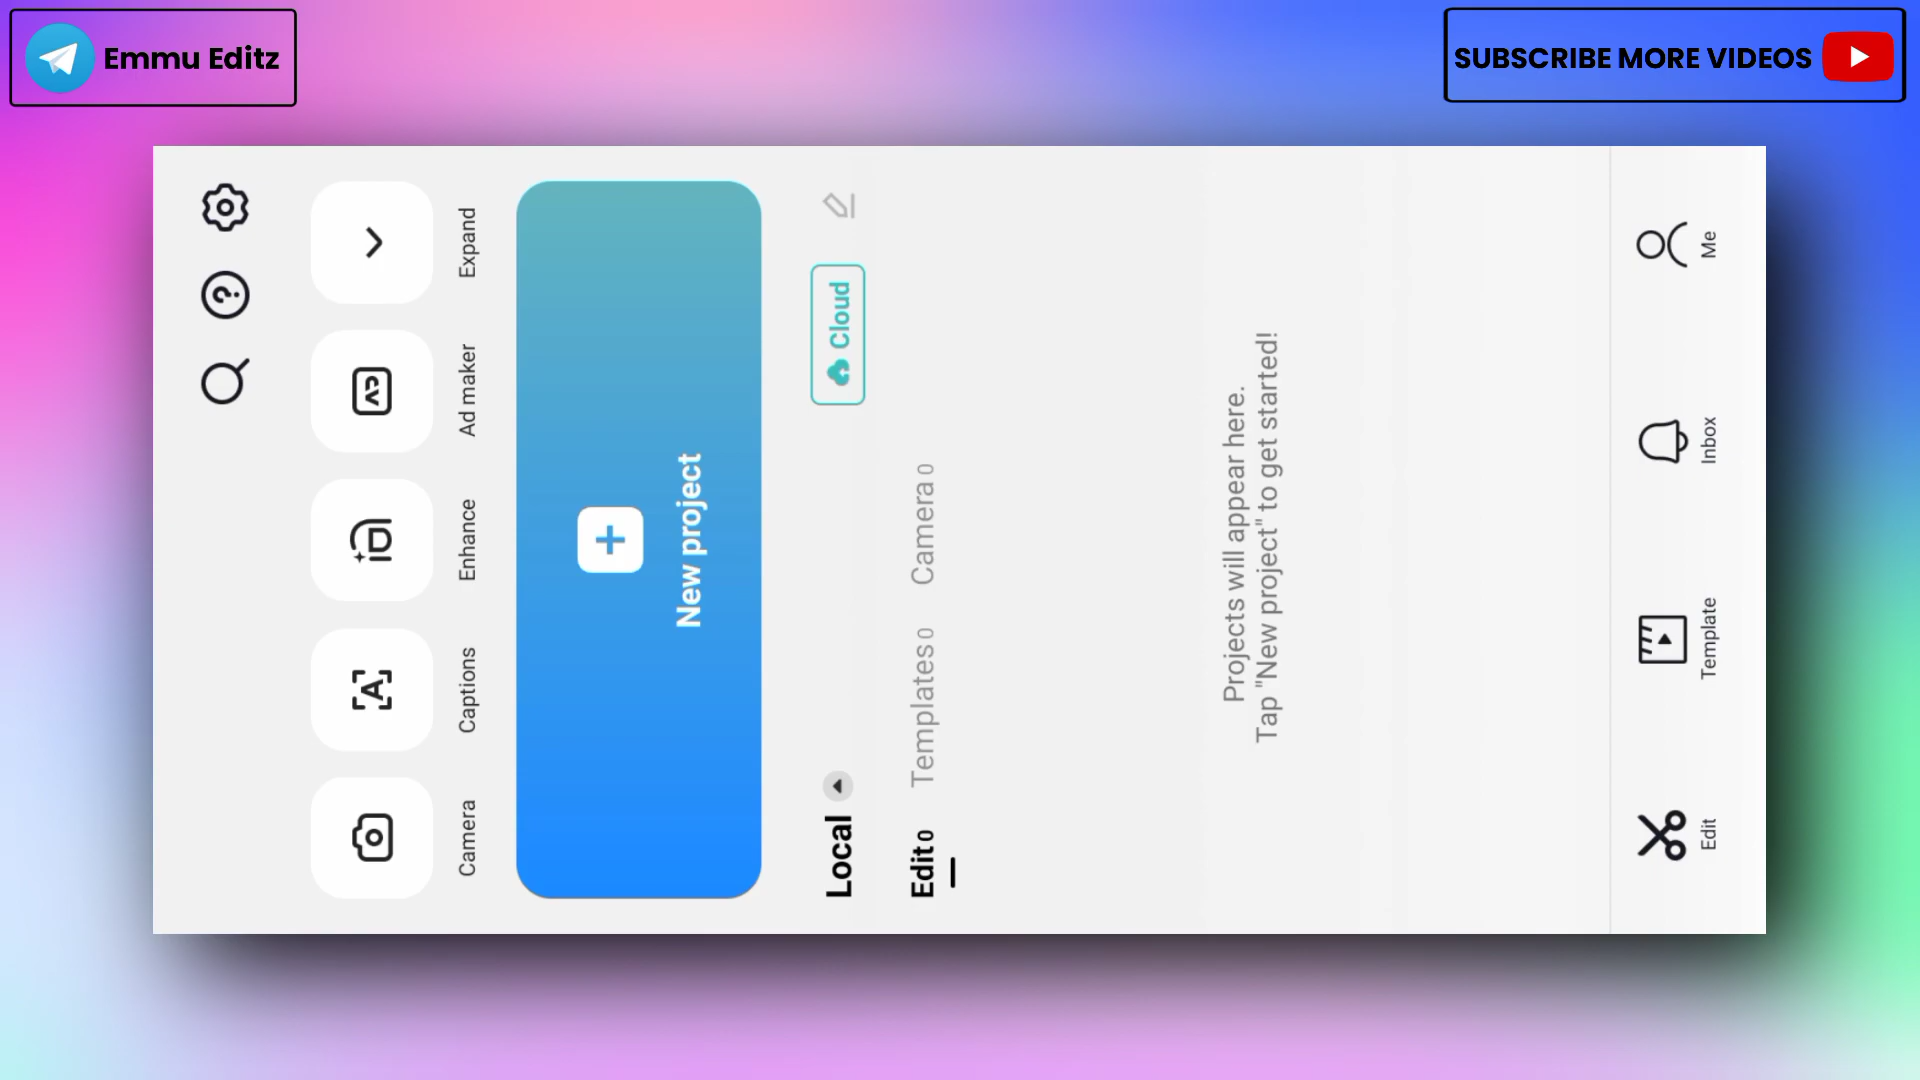 Emmu Editz
SUBSCRIBE MORE VIDEOS
Camera
Captions
Enhance
Ad maker
Expand
New project
Local
Cloud
Edit 0
Templates 0
Camera 0
Projects will appear here.
Tap "New project" to get started!
Edit
Template
Inbox
Me